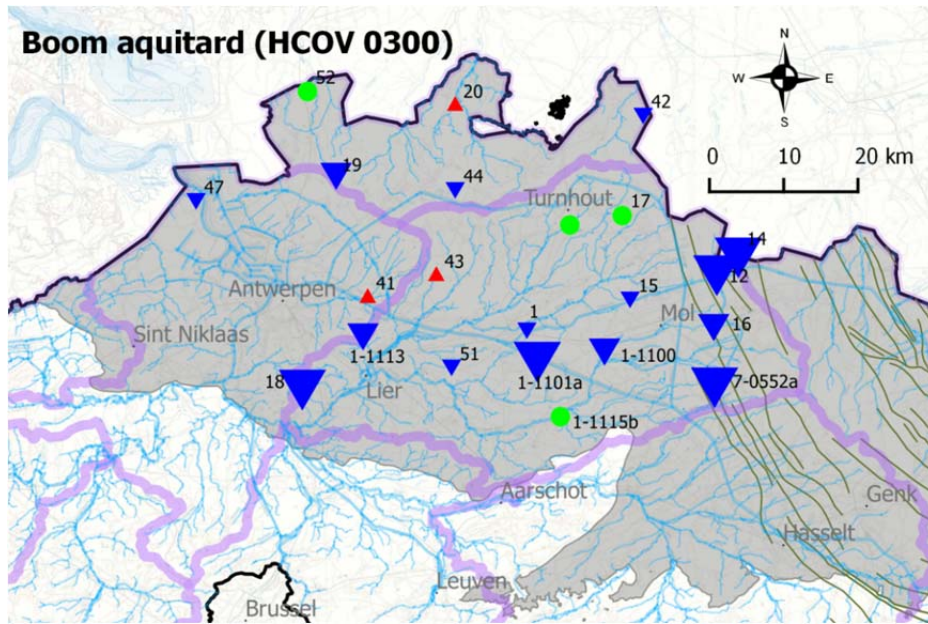 Boom aquitard (HCOV 0300)
N
W
E
S
0 10 20 km
52
20
42
19
44
47
Turnhout
17
14
12
43
41
Antwerpen
15
Mol
16
1
Sint Niklaas
1-1113
51
1-1101a
1-1100
18
Lier
7-0552a
1-1115b
Aarschot
Genk
Hasselt
Leuven
Brussel